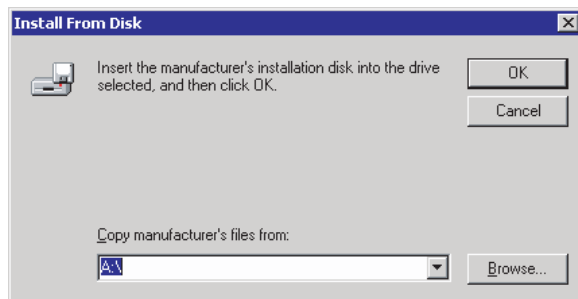 Install From Disk
Insert the manufacturer's installation disk into the drive
selected, and then click OK.
OK
Cancel
Copy manufacturer's files from:
A:\
Browse...